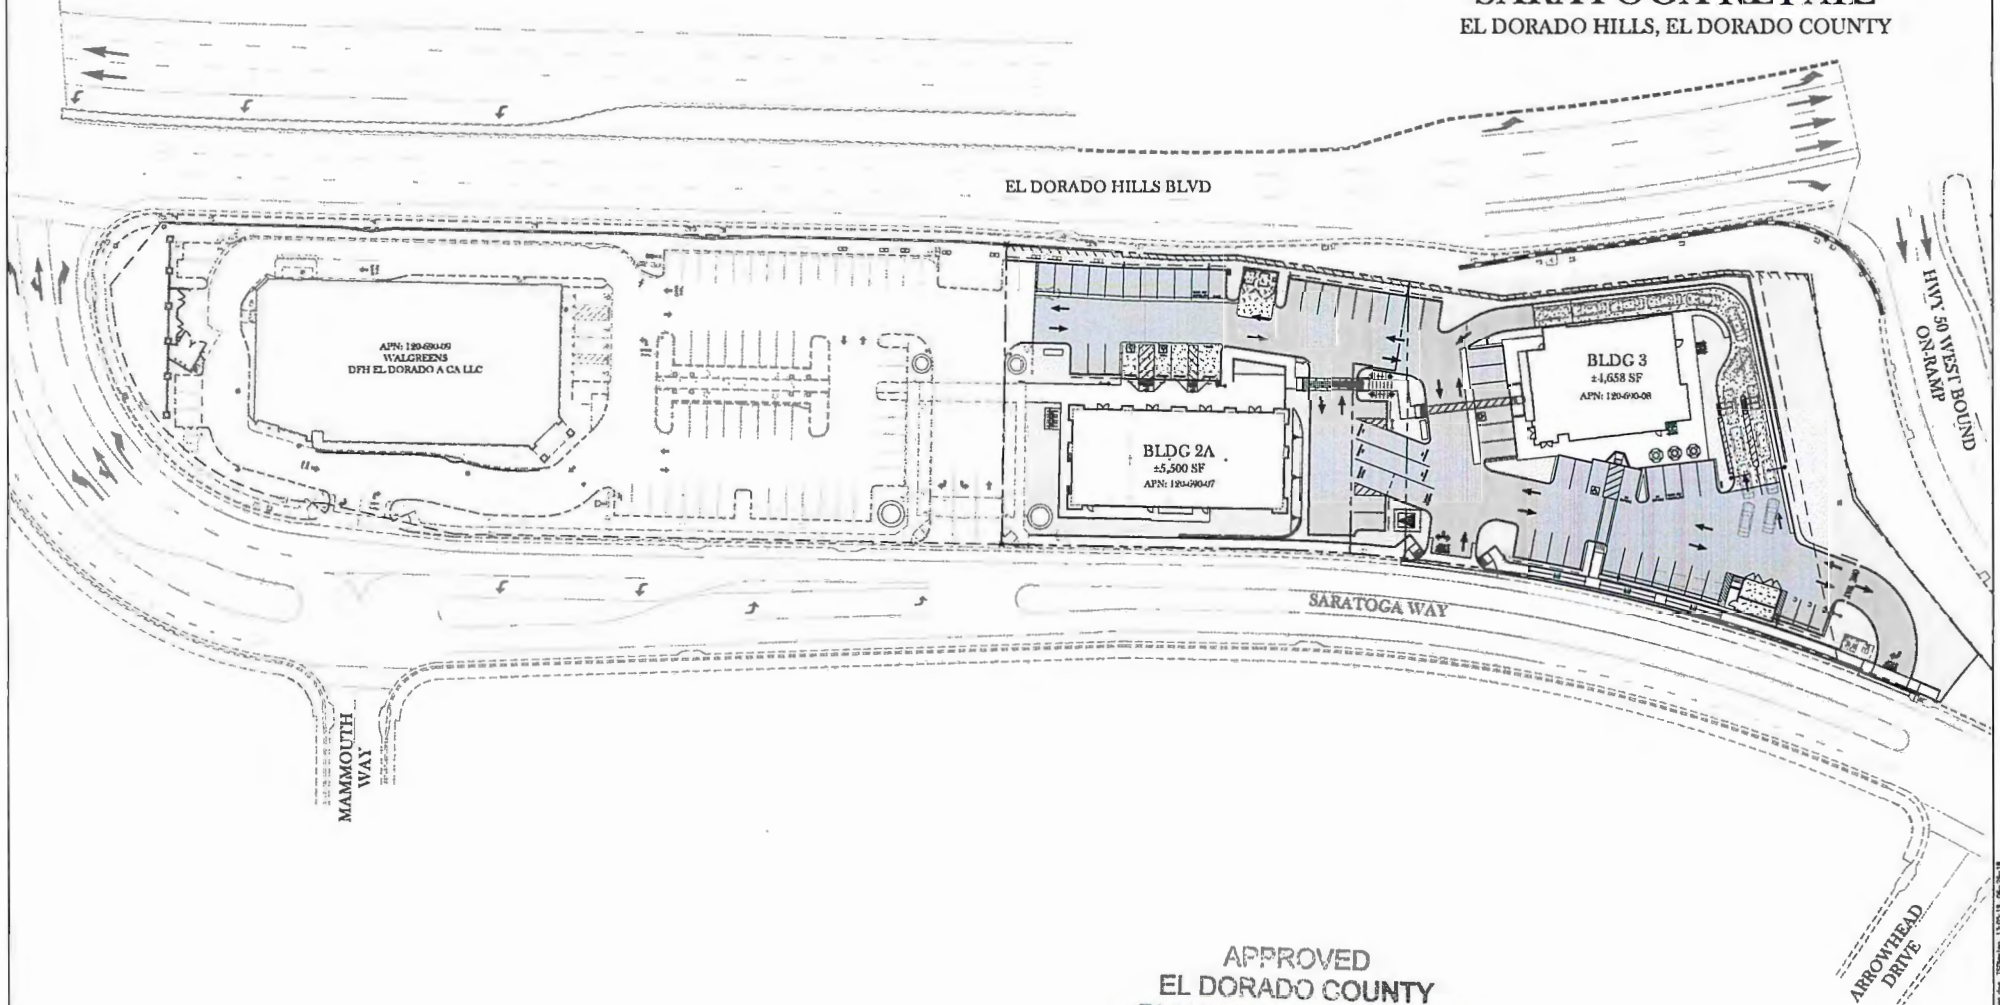 SARATOGA RETAIL
EL DORADO HILLS, EL DORADO COUNTY
EL DORADO HILLS BLVD
HWY 50 WEST BOUND
ON-RAMP
APN: 120-690-09
WALGREENS
DFH EL DORADO A CA LLC
BLDG 3
±4,658 SF
APN: 120-690-08
BLDG 2A
±5,500 SF
APN: 120-690-07
SARATOGA WAY
MAMMOUTH
WAY
ARROWHEAD
DRIVE
APPROVED
EL DORADO COUNTY